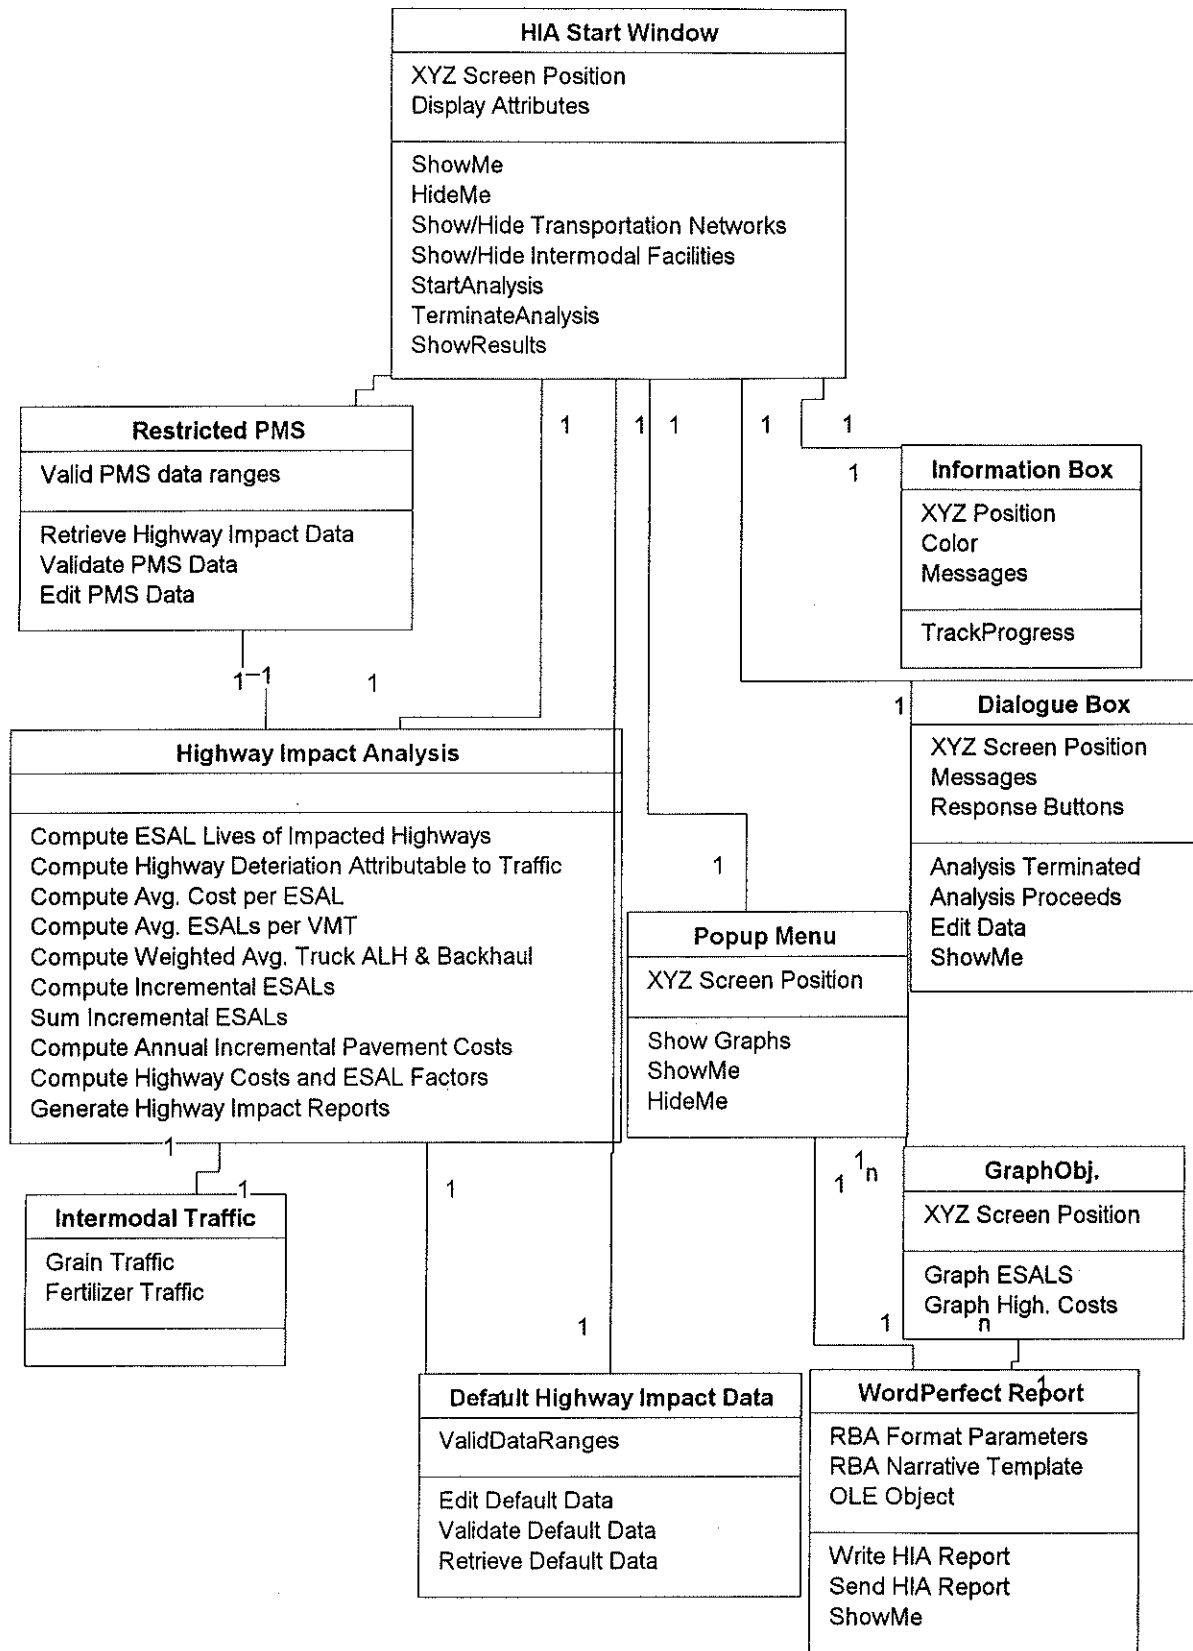 HIA Start Window
XYZ Screen Position
Display Attributes
ShowMe
HideMe
Show/Hide Transportation Networks
Show/Hide Intermodal Facilities
StartAnalysis
TerminateAnalysis
ShowResults
1 1 1 1 1
Restricted PMS
Valid PMS data ranges
Retrieve Highway Impact Data
Validate PMS Data
Edit PMS Data
1
Information Box
XYZ Position
Color
Messages
TrackProgress
1 1 1
1
Dialogue Box
XYZ Screen Position
Messages
Response Buttons
Analysis Terminated
Analysis Proceeds
Edit Data
ShowMe
Highway Impact Analysis
Compute ESAL Lives of Impacted Highways
Compute Highway Deteriation Attributable to Traffic
Compute Avg. Cost per ESAL
Compute Avg. ESALs per VMT
Compute Weighted Avg. Truck ALH & Backhaul
Compute Incremental ESALs
Sum Incremental ESALs
Compute Annual Incremental Pavement Costs
Compute Highway Costs and ESAL Factors
Generate Highway Impact Reports
1
Popup Menu
XYZ Screen Position
Show Graphs
ShowMe
HideMe
1
1
1
1
1 n
GraphObj.
XYZ Screen Position
Graph ESALS
Graph High. Costs
n
Intermodal Traffic
Grain Traffic
Fertilizer Traffic
1
1
1
Default Highway Impact Data
ValidDataRanges
Edit Default Data
Validate Default Data
Retrieve Default Data
1
WordPerfect Report
RBA Format Parameters
RBA Narrative Template
OLE Object
Write HIA Report
Send HIA Report
ShowMe